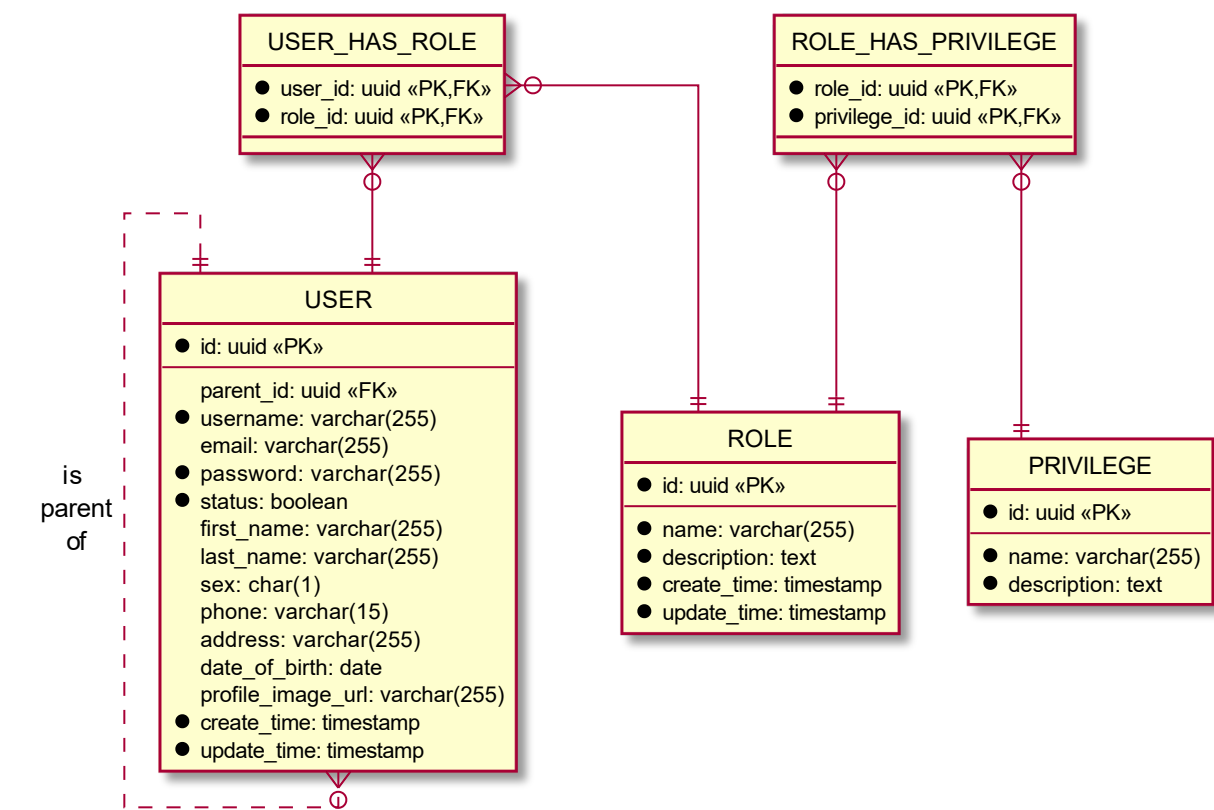 USER_HAS_ROLE
user_id: uuid «PK,FK»
role_id: uuid «PK,FK»
ROLE_HAS_PRIVILEGE
role_id: uuid «PK,FK»
privilege_id: uuid «PK,FK»
is
parent
of
USER
id: uuid «PK»
parent_id: uuid «FK»
username: varchar(255)
email: varchar(255)
password: varchar(255)
status: boolean
first_name: varchar(255)
last_name: varchar(255)
sex: char(1)
phone: varchar(15)
address: varchar(255)
date_of_birth: date
profile_image_url: varchar(255)
create_time: timestamp
update_time: timestamp
ROLE
id: uuid «PK»
name: varchar(255)
description: text
create_time: timestamp
update_time: timestamp
PRIVILEGE
id: uuid «PK»
name: varchar(255)
description: text